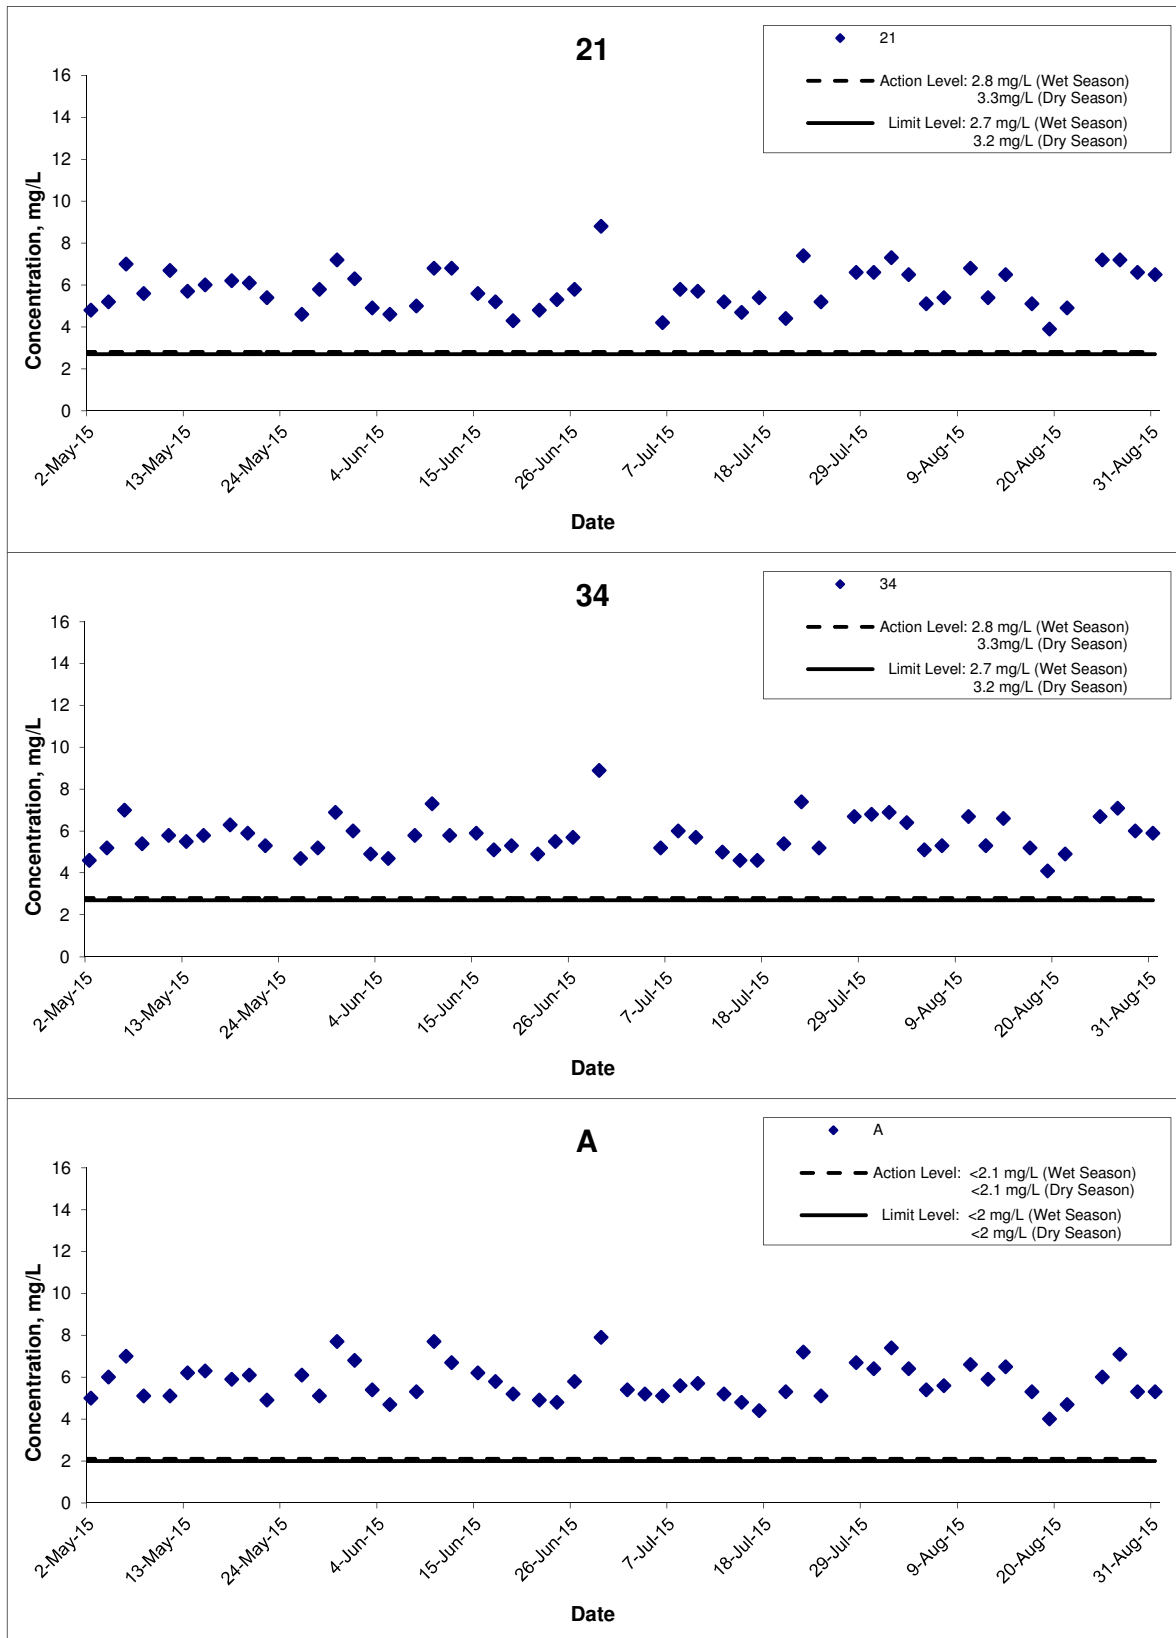 21
21
Action Level: 2.8 mg/L (Wet Season)
3.3mg/L (Dry Season)
Limit Level: 2.7 mg/L (Wet Season)
3.2 mg/L (Dry Season)
Concentration, mg/L
16
14
12
10
8
6
4
2
0
2-May-15
13-May-15
24-May-15
4-Jun-15
15-Jun-15
26-Jun-15
7-Jul-15
18-Jul-15
29-Jul-15
9-Aug-15
20-Aug-15
31-Aug-15
Date
34
34
Action Level: 2.8 mg/L (Wet Season)
3.3mg/L (Dry Season)
Limit Level: 2.7 mg/L (Wet Season)
3.2 mg/L (Dry Season)
Concentration, mg/L
16
14
12
10
8
6
4
2
0
2-May-15
13-May-15
24-May-15
4-Jun-15
15-Jun-15
26-Jun-15
7-Jul-15
18-Jul-15
29-Jul-15
9-Aug-15
20-Aug-15
31-Aug-15
Date
A
A
Action Level: <2.1 mg/L (Wet Season)
<2.1 mg/L (Dry Season)
Limit Level: <2 mg/L (Wet Season)
<2 mg/L (Dry Season)
Concentration, mg/L
16
14
12
10
8
6
4
2
0
2-May-15
13-May-15
24-May-15
4-Jun-15
15-Jun-15
26-Jun-15
7-Jul-15
18-Jul-15
29-Jul-15
9-Aug-15
20-Aug-15
31-Aug-15
Date